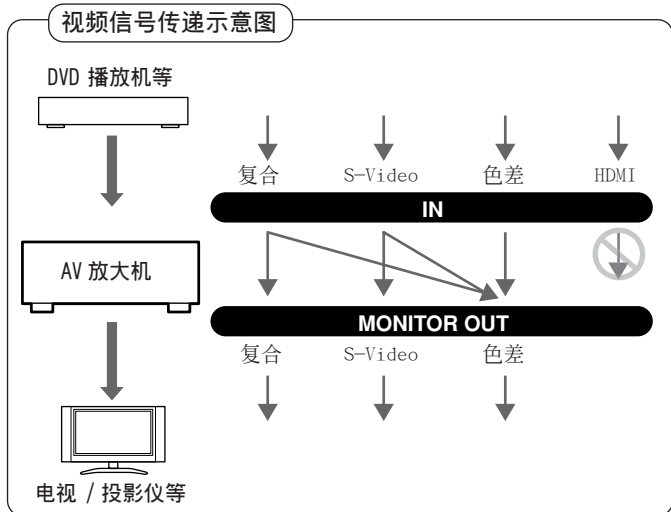 视频信号传递示意图
DVD 播放机等
复合 S-Video 色差 HDMI
IN
AV 放大机
MONITOR OUT
复合 S-Video 色差
电视 / 投影仪等